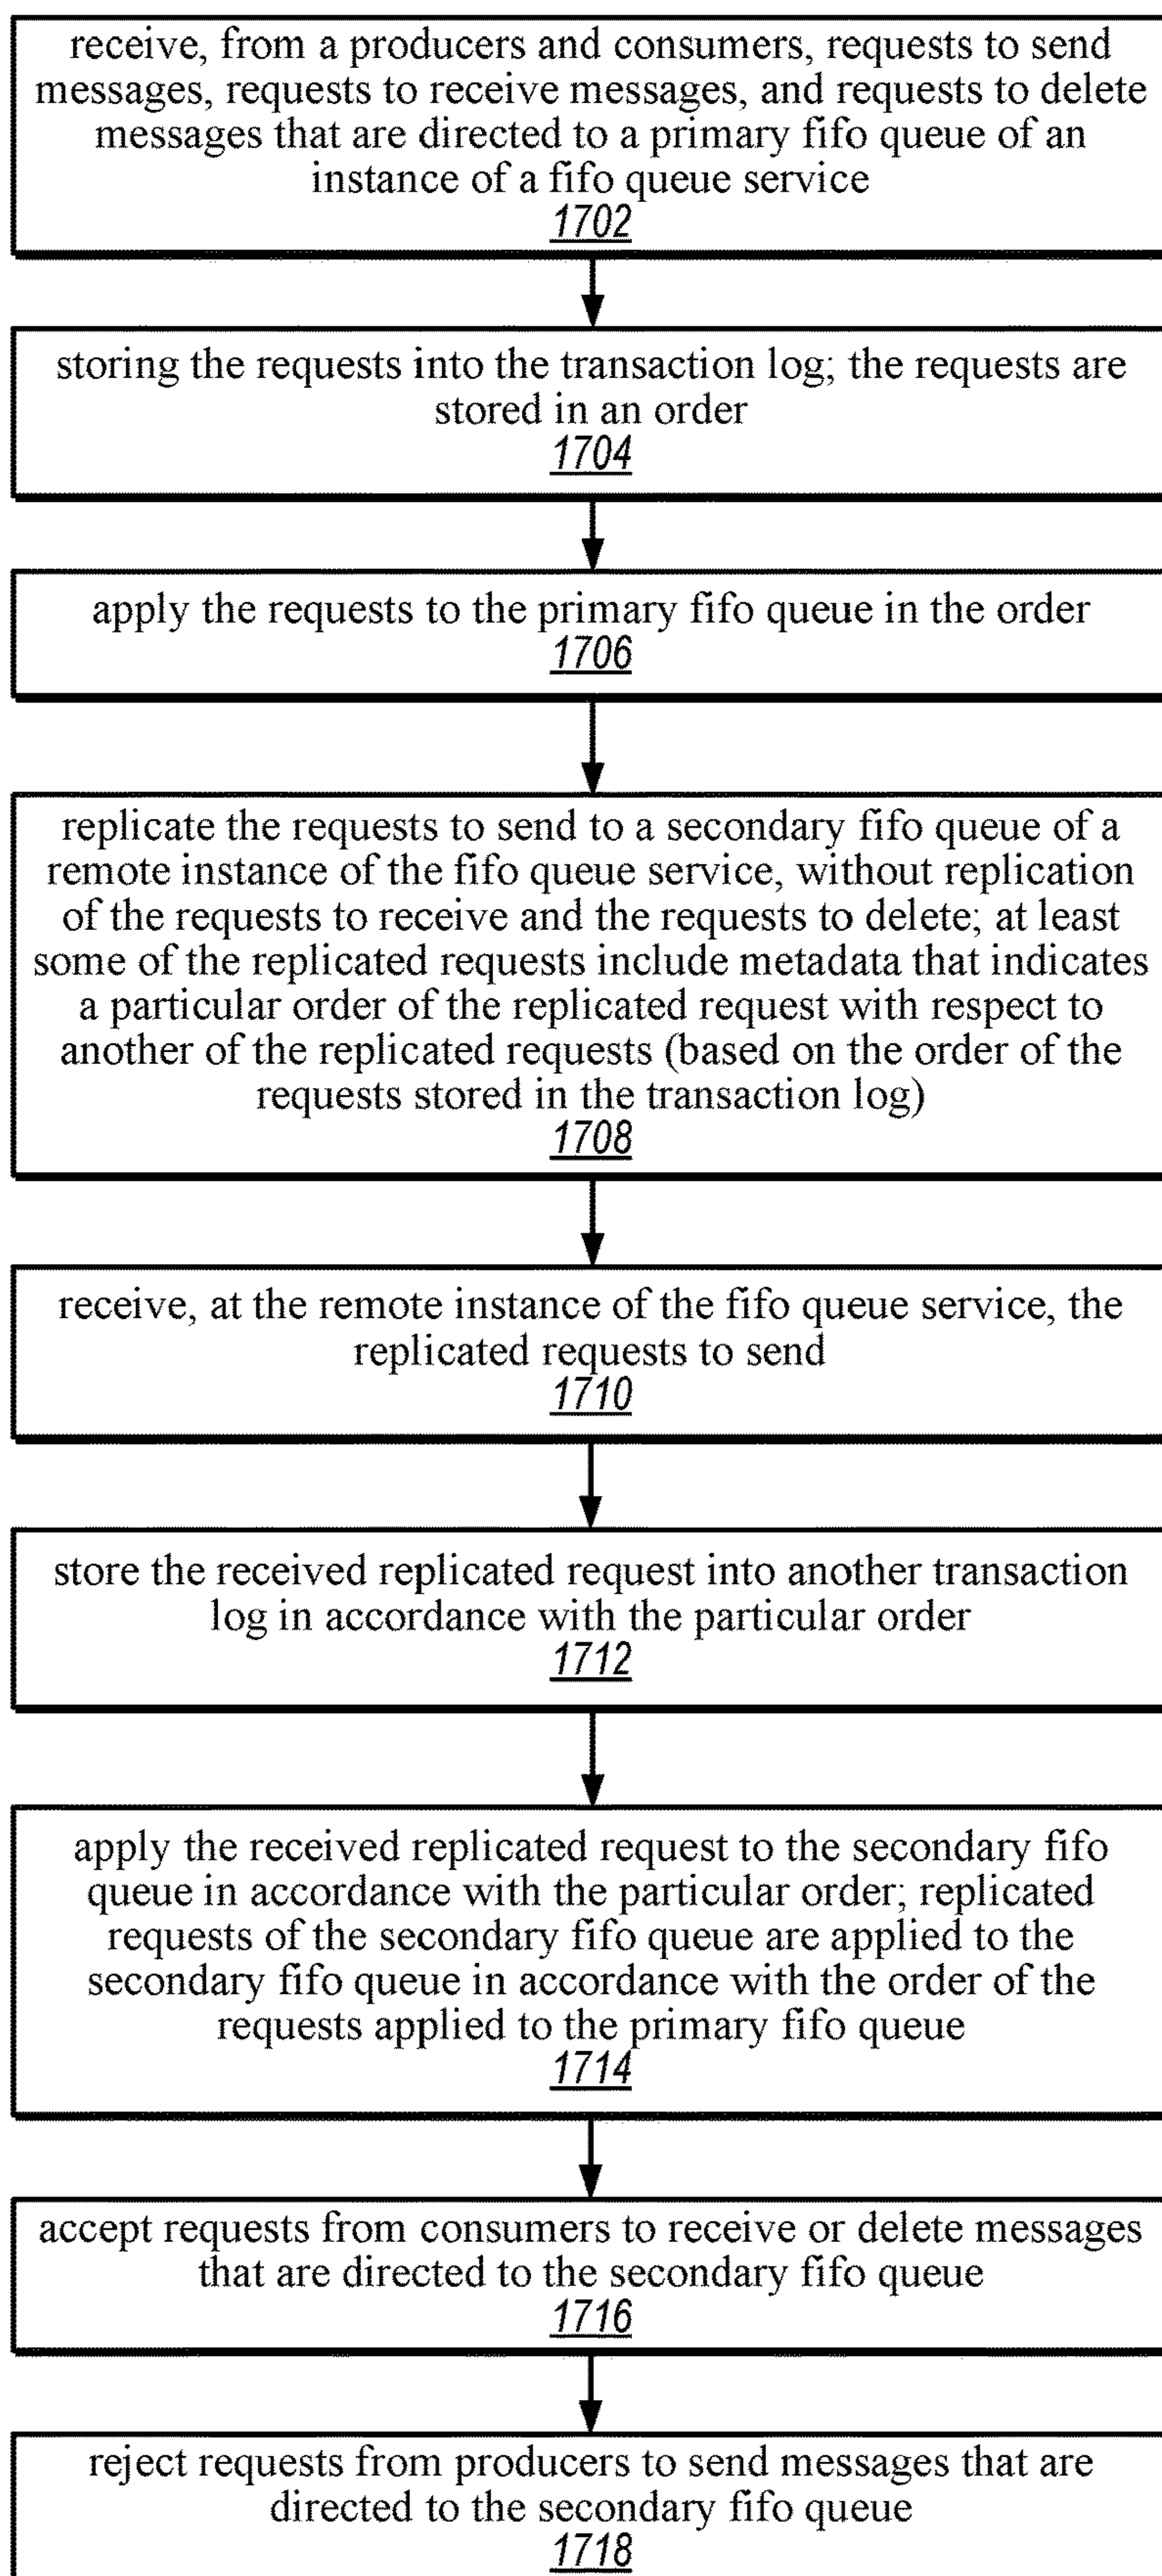 receive, from a producers and consumers, requests to send
messages, requests to receive messages, and requests to delete
messages that are directed to a primary fifo queue of an
instance of a fifo queue service
1702
storing the requests into the transaction log; the requests are
stored in an order
1704
apply the requests to the primary fifo queue in the order
1706
replicate the requests to send to a secondary fifo queue of a
remote instance of the fifo queue service, without replication
of the requests to receive and the requests to delete; at least
some of the replicated requests include metadata that indicates
a particular order of the replicated request with respect to
another of the replicated requests (based on the order of the
requests stored in the transaction log)
1708
receive, at the remote instance of the fifo queue service, the
replicated requests to send
1710
store the received replicated request into another transaction
log in accordance with the particular order
1712
apply the received replicated request to the secondary fifo
queue in accordance with the particular order; replicated
requests of the secondary fifo queue are applied to the
secondary fifo queue in accordance with the order of the
requests applied to the primary fifo queue
1714
accept requests from consumers to receive or delete messages
that are directed to the secondary fifo queue
1716
reject requests from producers to send messages that are
directed to the secondary fifo queue
1718